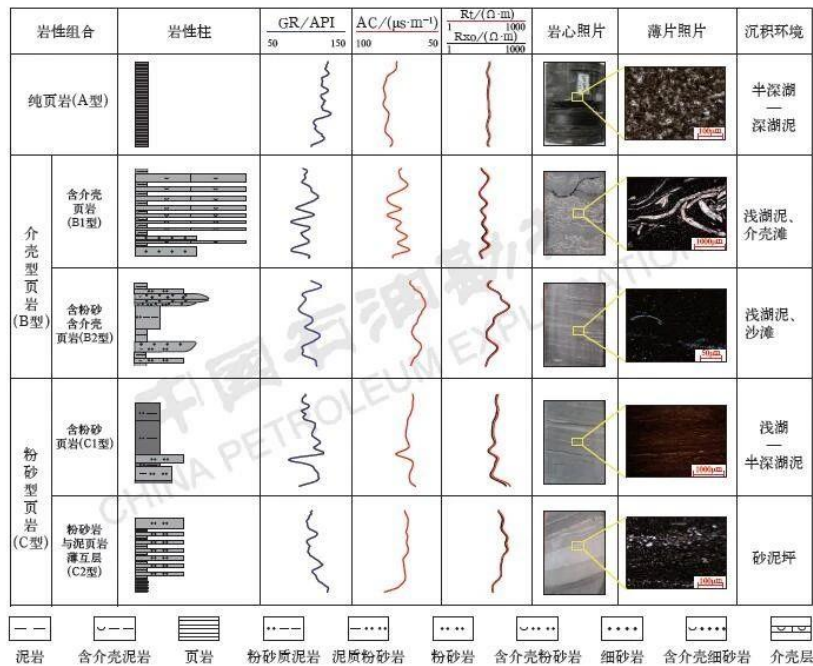 岩性组合 岩性柱 GR/API AC/(μs·m⁻¹) Rt/(Ω·m) 岩心照片 薄片照片 沉积环境
50 150 100 50 1 1000
Rxo/(Ω·m)
1 1000
纯页岩(A型) 100μm 半深湖
—
深湖泥
介壳型页岩(B型)
含介壳
页岩
(B1型)
1000μm
浅湖泥、
介壳滩
含粉砂
含介壳
页岩(B2型)
50μm
浅湖泥、
沙滩
粉砂型页岩(C型)
含粉砂
页岩(C1型)
1000μm
浅湖
—
半深湖泥
粉砂岩
与泥页岩
薄互层
(C2型)
100μm
砂泥坪
泥岩 含介壳泥岩 页岩 粉砂质泥岩 泥质粉砂岩 粉砂岩 含介壳粉砂岩 细砂岩 含介壳细砂岩 介壳层
中国石油勘探
CHINA PETROLEUM EXPLORATION